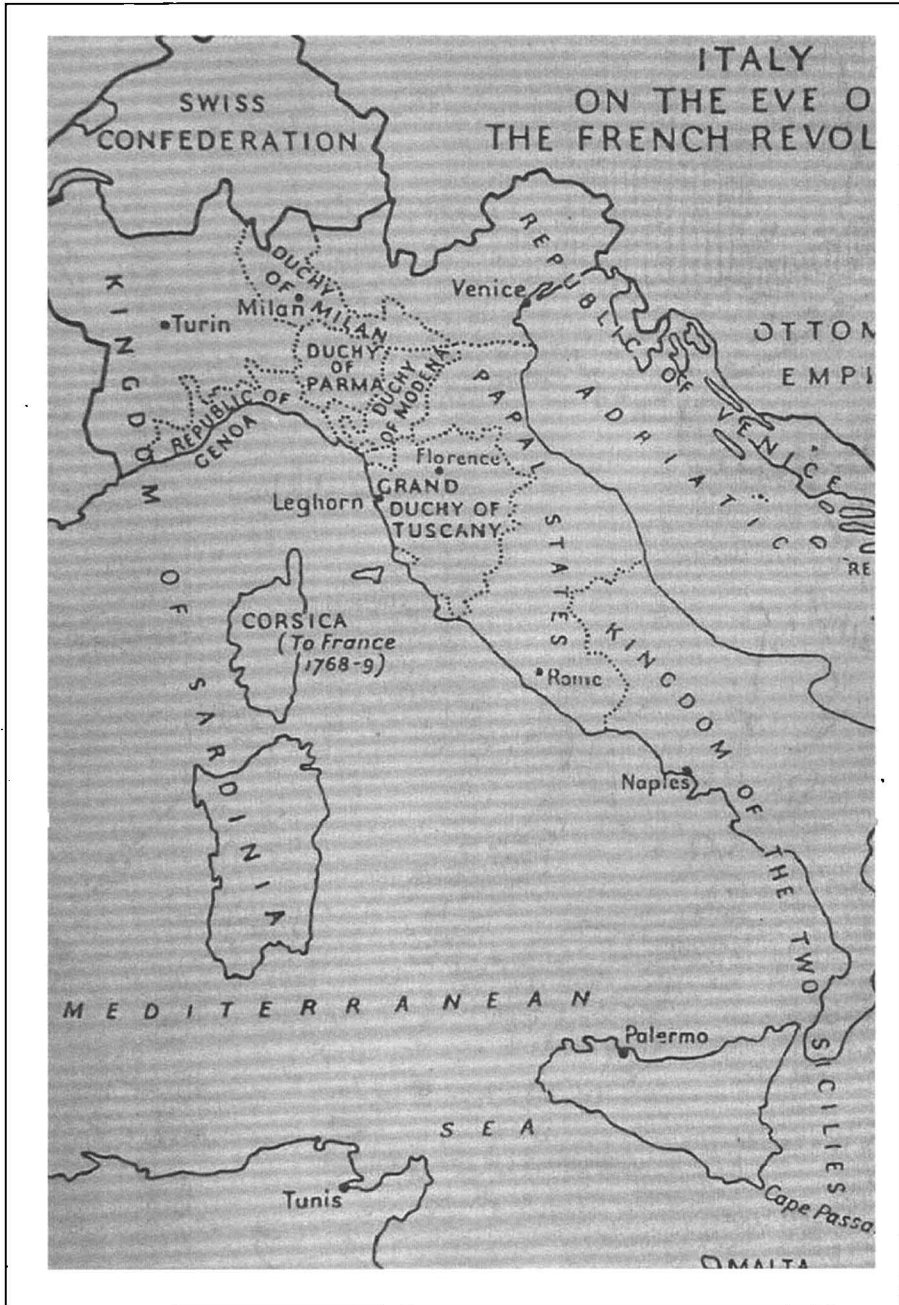 ITALY
ON THE EVE O
THE FRENCH REVOL
SWISS
CONFEDERATION
REPUBLIC OF VENICE
DUCHY
OF
MILAN
Milan
Venice
KINGDOM OF SARDINIA
Turin
OTTOM
EMPI
DUCHY
OF
PARMA
DUCHY
OF MODENA
PAPAL STATES
ADRIATIC
REPUBLIC OF
GENOA
Florence
Leghorn
GRAND
DUCHY OF
TUSCANY
RE
CORSICA
(To France
1768-9)
KINGDOM OF THE TWO SICILIES
Rome
Naples
MEDITERRANEAN
SEA
Palermo
Tunis
Cape Passa
MALTA